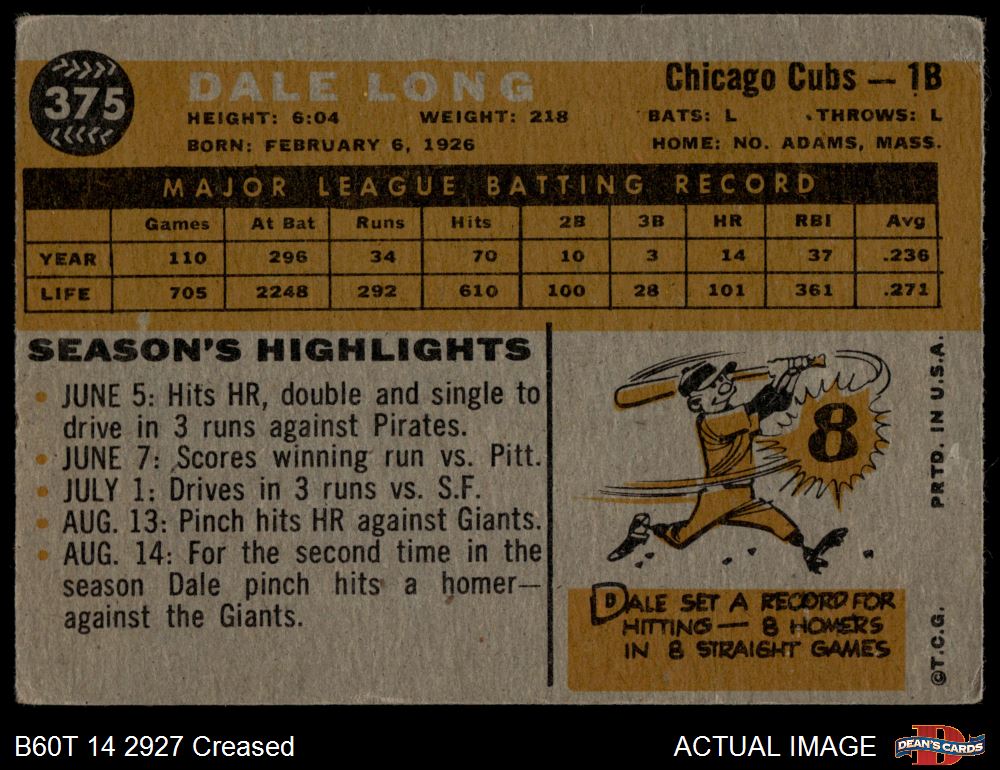 375
DALE LONG
Chicago Cubs — 1B
HEIGHT: 6:04 WEIGHT: 218 BATS: L THROWS: L
BORN: FEBRUARY 6, 1926 HOME: NO. ADAMS, MASS.
MAJOR LEAGUE BATTING RECORD
Games At Bat Runs Hits 2B 3B HR RBI Avg
YEAR 110 296 34 70 10 3 14 37 .236
LIFE 705 2248 292 610 100 28 101 361 .271
SEASON'S HIGHLIGHTS
• JUNE 5: Hits HR, double and single to
drive in 3 runs against Pirates.
• JUNE 7: Scores winning run vs. Pitt.
• JULY 1: Drives in 3 runs vs. S.F.
• AUG. 13: Pinch hits HR against Giants.
• AUG. 14: For the second time in the
season Dale pinch hits a homer—
against the Giants.
8
DALE SET A RECORD FOR
HITTING — 8 HOMERS
IN 8 STRAIGHT GAMES
©T.C.G. PRTD. IN U.S.A.
B60T 14 2927 Creased
ACTUAL IMAGE
D
DEAN'S CARDS